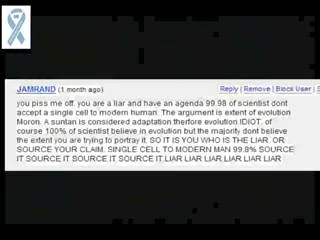 JAMRAND (1 month ago) Reply | Remove | Block User |
you piss me off. you are a liar and have an agenda 99.98 of scientist dont
accept a single cell to modern human. The argument is extent of evolution
Moron. A suntan is considered adaptation therfore evolution IDIOT. of
course 100% of scientist believe in evolution but the majority dont believe
the extent you are trying to portray it. SO IT IS YOU WHO IS THE LIAR. OR
SOURCE YOUR CLAIM. SINGLE CELL TO MODERN MAN 99.8% SOURCE
IT SOURCE IT SOURCE IT SOURCE IT LIAR LIAR LIAR LIAR LIAR LIAR